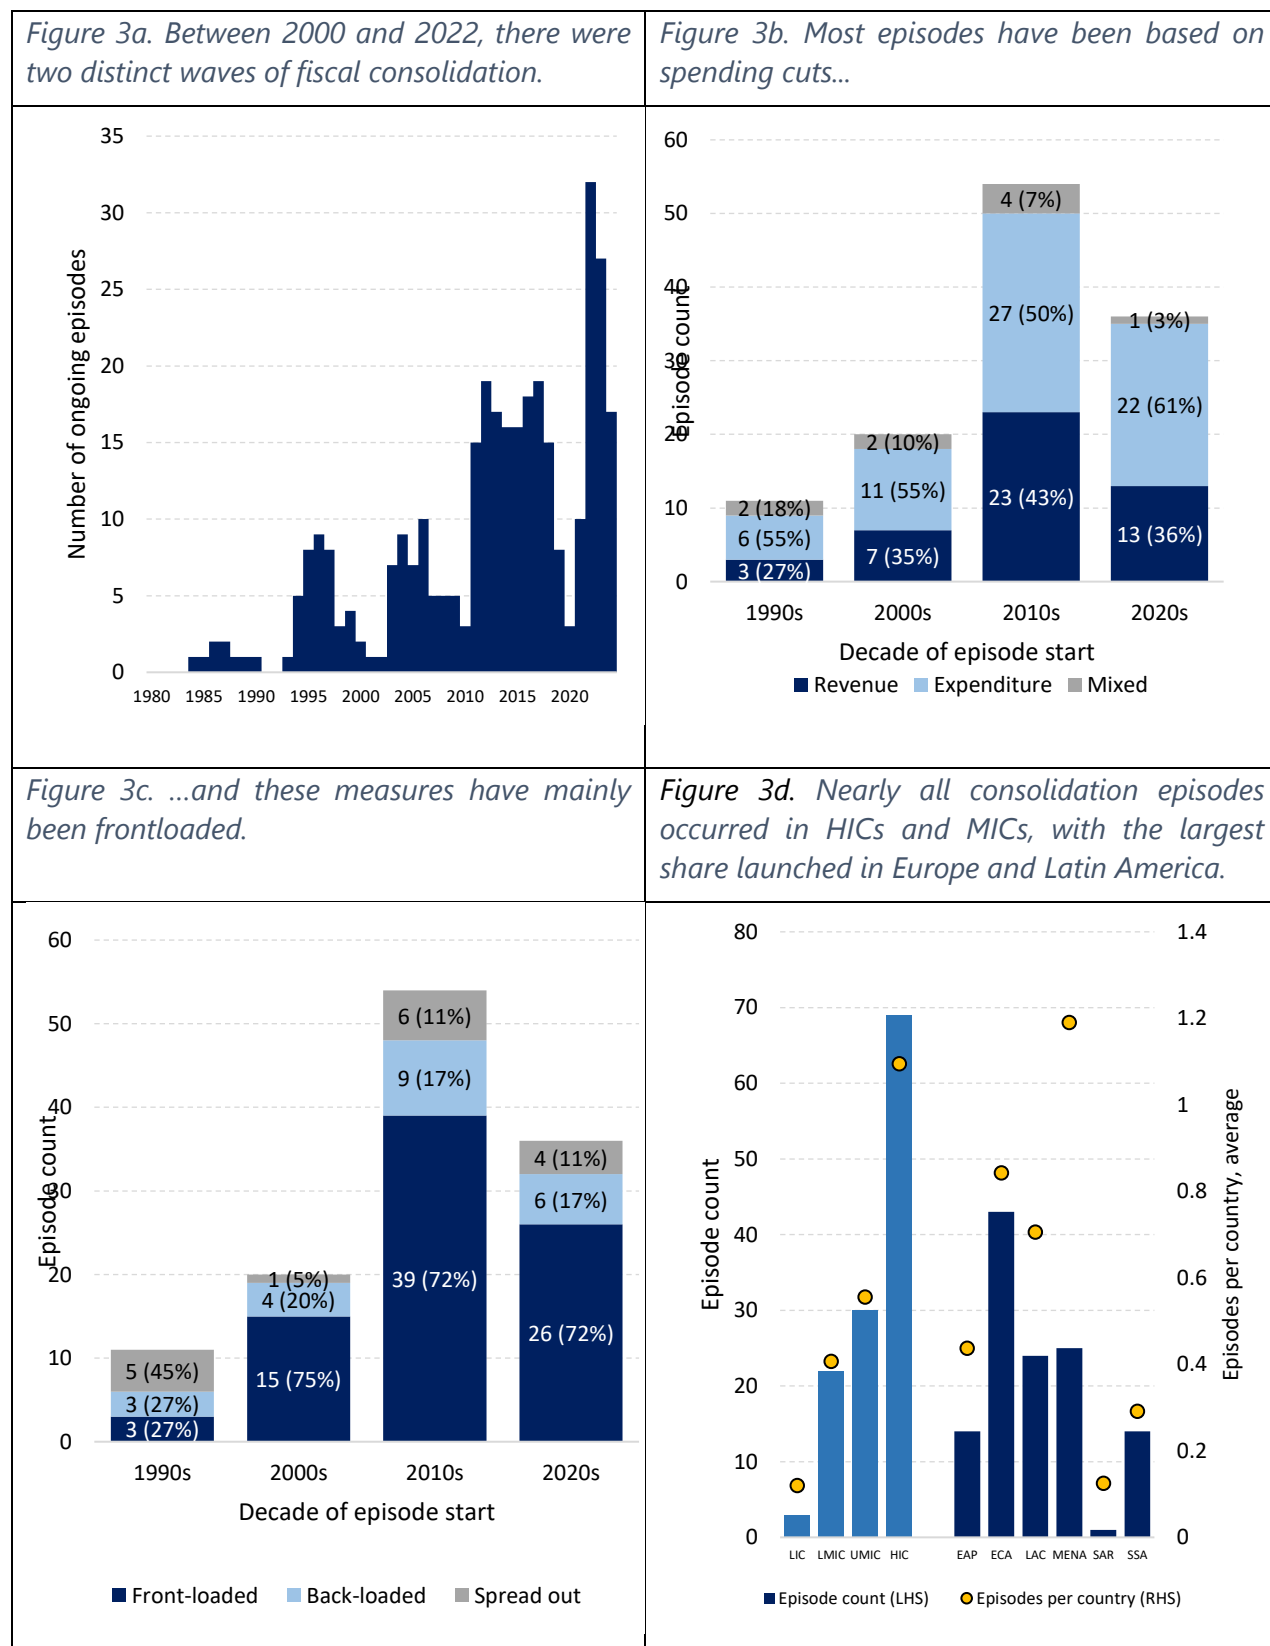 Figure 3a. Between 2000 and 2022, there were
two distinct waves of fiscal consolidation.
Figure 3b. Most episodes have been based on
spending cuts...
35
30
25
20
15
10
5
0
Number of ongoing episodes
1980 1985 1990 1995 2000 2005 2010 2015 2020
60
50
40
30
20
10
0
Episode count
2 (18%)
6 (55%)
3 (27%)
2 (10%)
11 (55%)
7 (35%)
4 (7%)
27 (50%)
23 (43%)
1 (3%)
22 (61%)
13 (36%)
1990s 2000s 2010s 2020s
Decade of episode start
Revenue Expenditure Mixed
Figure 3c. ...and these measures have mainly
been frontloaded.
Figure 3d. Nearly all consolidation episodes
occurred in HICs and MICs, with the largest
share launched in Europe and Latin America.
60
50
40
30
20
10
0
Episode count
5 (45%)
3 (27%)
3 (27%)
1 (5%)
4 (20%)
15 (75%)
6 (11%)
9 (17%)
39 (72%)
4 (11%)
6 (17%)
26 (72%)
1990s 2000s 2010s 2020s
Decade of episode start
Front-loaded Back-loaded Spread out
80
70
60
50
40
30
20
10
0
Episode count
1.4
1.2
1
0.8
0.6
0.4
0.2
0
Episodes per country, average
LIC LMIC UMIC HIC EAP ECA LAC MENA SAR SSA
Episode count (LHS) Episodes per country (RHS)